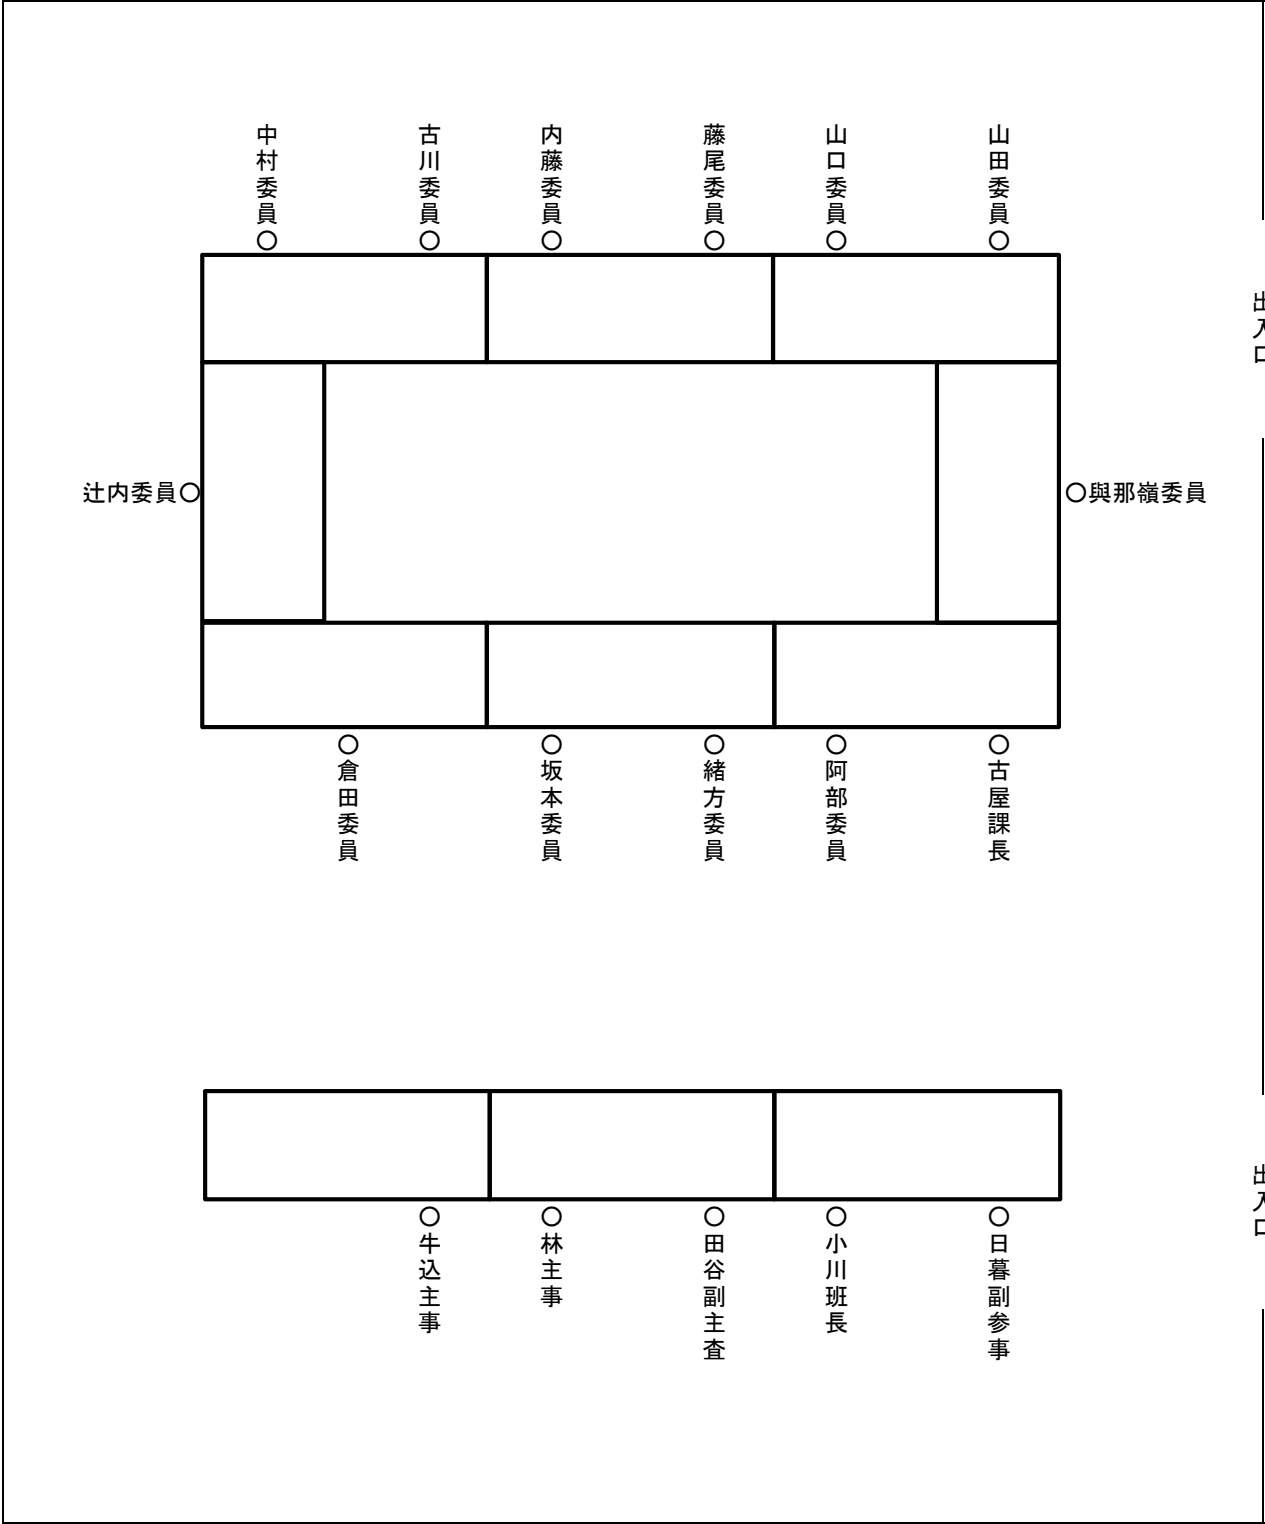 中村委員○
古川委員○
内藤委員○
藤尾委員○
山口委員○
山田委員○
出入口
辻内委員○
○與那嶺委員
○倉田委員
○坂本委員
○緒方委員
○阿部委員
○古屋課長
○牛込主事
○林主事
○田谷副主査
○小川班長
○日暮副参事
出入口